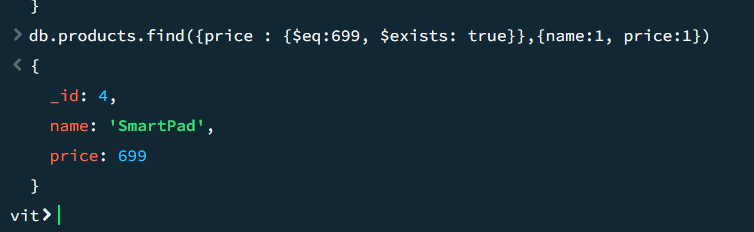 }
> db.products.find({price : {$eq:699, $exists: true}},{name:1, price:1})
< {
_id: 4,
name: 'SmartPad',
price: 699
}
vit>